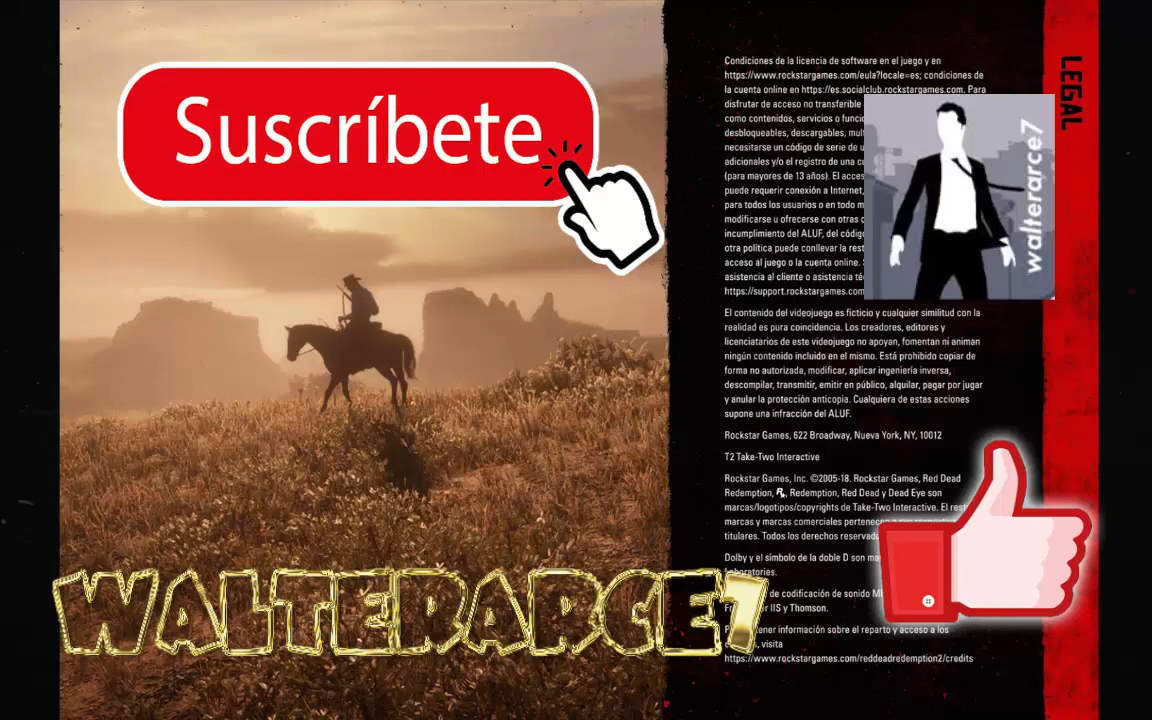 Suscríbete
Condiciones de la licencia de software en el juego y en
https://www.rockstargames.com/eula?locale=es; condiciones de
la cuenta online en https://es.socialclub.rockstargames.com. Para
disfrutar de acceso no transferible
como contenidos, servicios o
desbloqueables, descargables,
necesitarse un código de serie de
adicionales y/o el registro de una
(para mayores de 13 años). El
puede requerir conexión a Internet,
para todos los usuarios o en todo
modificarse u ofrecerse con otras
incumplimiento del ALUF, del
otra política puede conllevar la
acceso al juego o la cuenta online.
asistencia al cliente o asistencia
https://support.rockstargames.com
LEGAL
walterarce7
El contenido del videojuego es ficticio y cualquier similitud con la
realidad es pura coincidencia. Los creadores, editores y
licenciatarios de este videojuego no apoyan, fomentan ni animan
ningún contenido incluido en el mismo. Está prohibido copiar de
forma no autorizada, modificar, aplicar ingeniería inversa,
descompilar, transmitir, emitir en público, alquilar, pagar por jugar
y anular la protección anticopia. Cualquiera de estas acciones
supone una infracción del ALUF.
Rockstar Games, 622 Broadway, Nueva York, NY, 10012
T2 Take-Two Interactive
Rockstar Games, Inc. ©2005-18. Rockstar Games, Red Dead
Redemption, R*, Redemption, Red Dead y Dead Eye son
marcas/logotipos/copyrights de Take-Two Interactive. El
marcas y marcas comerciales
titulares. Todos los derechos
Dolby y el símbolo de la doble D son
de codificación de sonido
IIS y Thomson.
información sobre el reparto y acceso a los
visita
https://www.rockstargames.com/reddeadredemption2/credits
WALTERARCE7